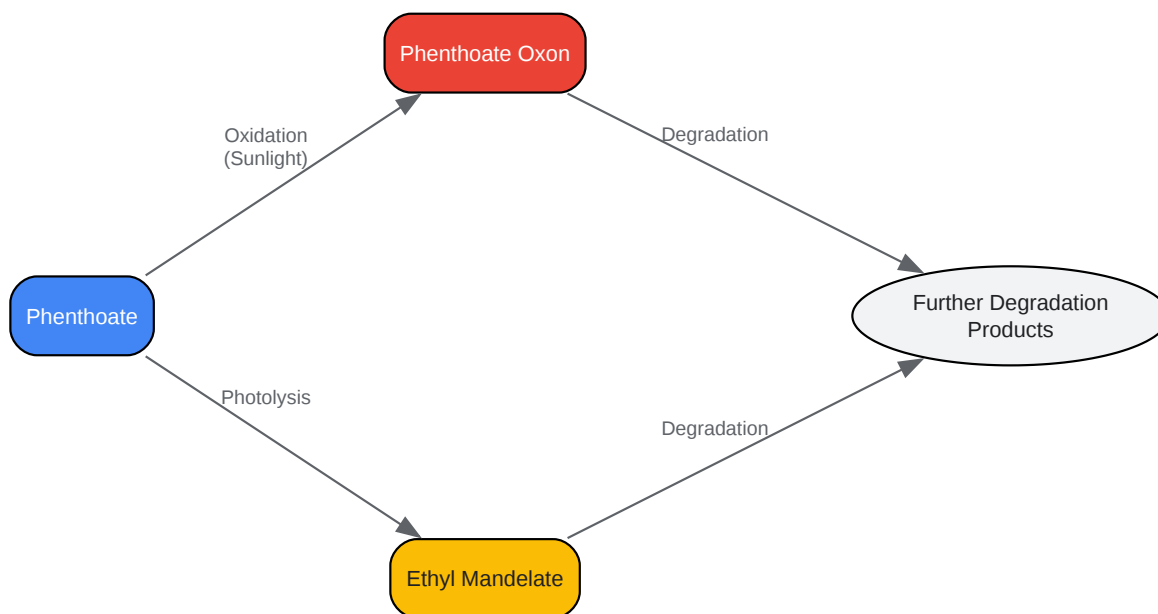 Phenthoate Oxon
Oxidation
(Sunlight)
Degradation
Phenthoate
Further Degradation
Products
Photolysis
Degradation
Ethyl Mandelate